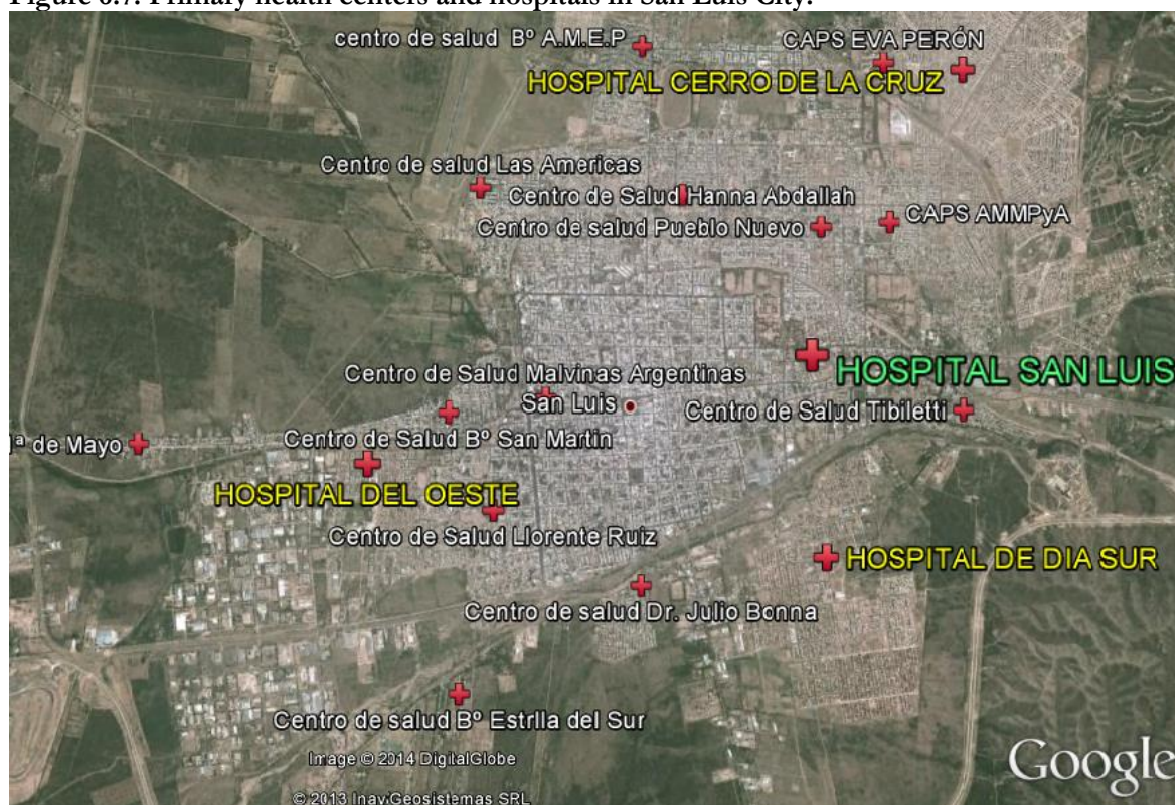 Figure 6.7. Primary health centers and hospitals in San Luis City.
centro de salud Bº A.M.E.P
CAPS EVA PERÓN
HOSPITAL CERRO DE LA CRUZ
Centro de salud Las Americas
Centro de Salud Hanna Abdallah
CAPS AMMPyA
Centro de salud Pueblo Nuevo
HOSPITAL SAN LUIS
Centro de Salud Malvinas Argentinas
San Luis
Centro de Salud Tibiletti
1ª de Mayo
Centro de Salud Bº San Martin
HOSPITAL DEL OESTE
Centro de Salud Llorente Ruiz
HOSPITAL DE DIA SUR
Centro de salud Dr. Julio Bonna
Centro de salud Bº Estrlla del Sur
Image © 2014 DigitalGlobe
Google
© 2013 Inav/Geosistemas SRL